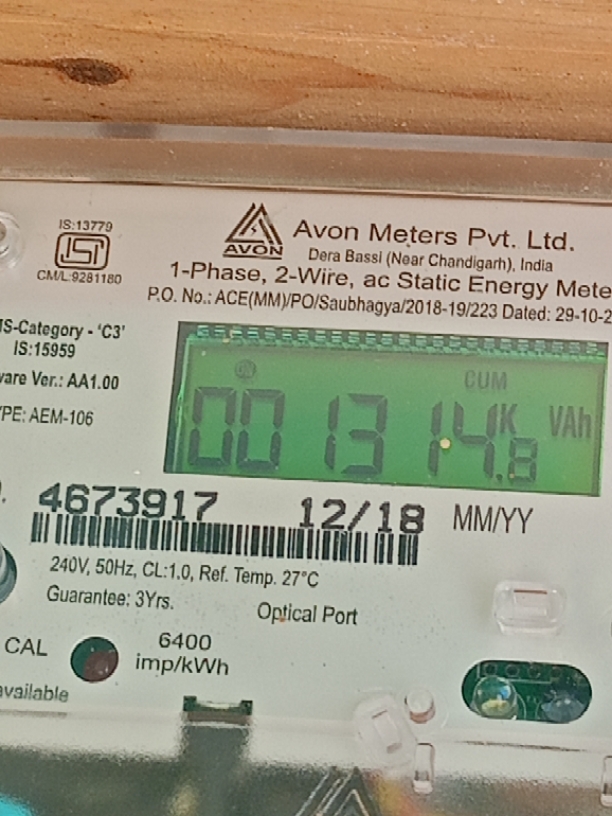 IS:13779
ISI
CM/L:9281180
AVON
Avon Meters Pvt. Ltd.
Dera Bassi (Near Chandigarh), India
1-Phase, 2-Wire, ac Static Energy Mete
P.O. No.: ACE(MM)/PO/Saubhagya/2018-19/223 Dated: 29-10-2
IS-Category - 'C3'
IS:15959
ware Ver.: AA1.00
PE: AEM-106
CUM
001314.8 K VAh
4673917 12/18 MM/YY
240V, 50Hz, CL:1.0, Ref. Temp. 27°C
Guarantee: 3Yrs.
Optical Port
CAL
6400
imp/kWh
available